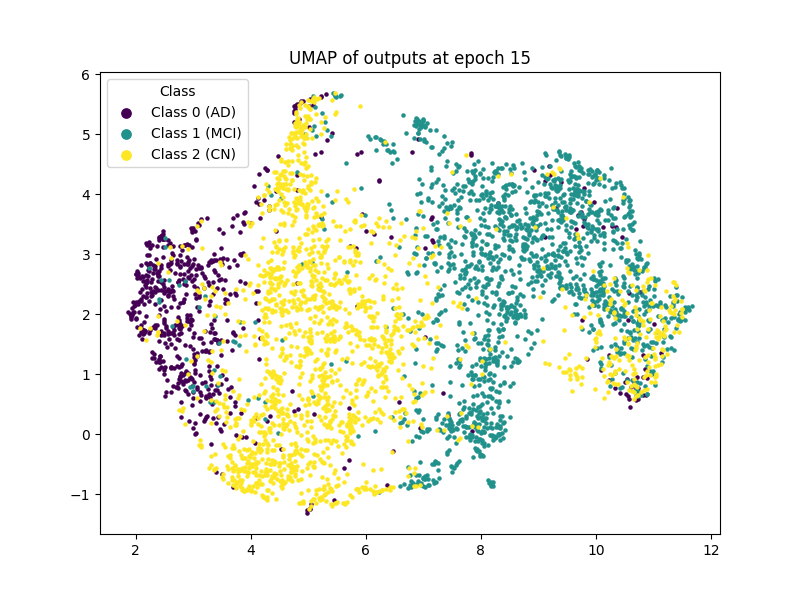 UMAP of outputs at epoch 15
Class
Class 0 (AD)
Class 1 (MCI)
Class 2 (CN)
6
5
4
3
2
1
0
−1
2 4 6 8 10 12